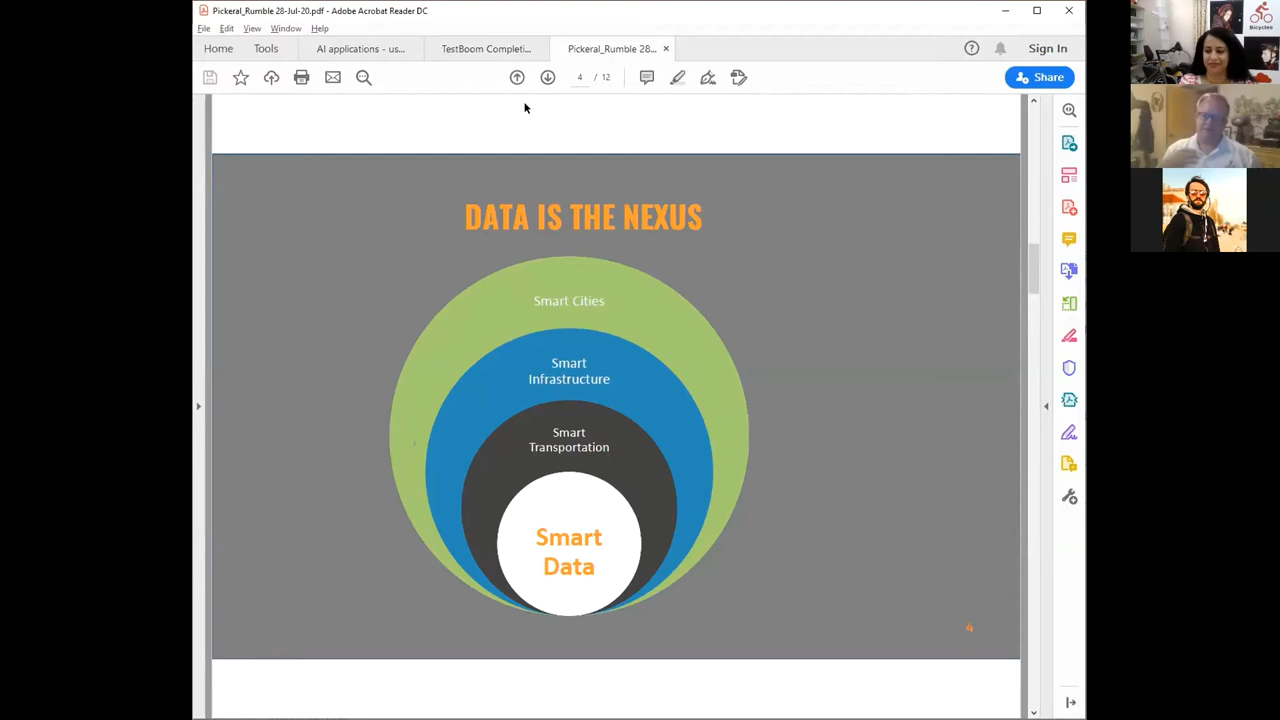 Pickeral_Rumble 28-Jul-20.pdf - Adobe Acrobat Reader DC
File Edit View Window Help
Home Tools AI applications - us... TestBoom Completi... Pickeral_Rumble 28... × Sign In
4 / 12 Share
DATA IS THE NEXUS
Smart Cities
Smart
Infrastructure
Smart
Transportation
Smart
Data
4
Bicycles